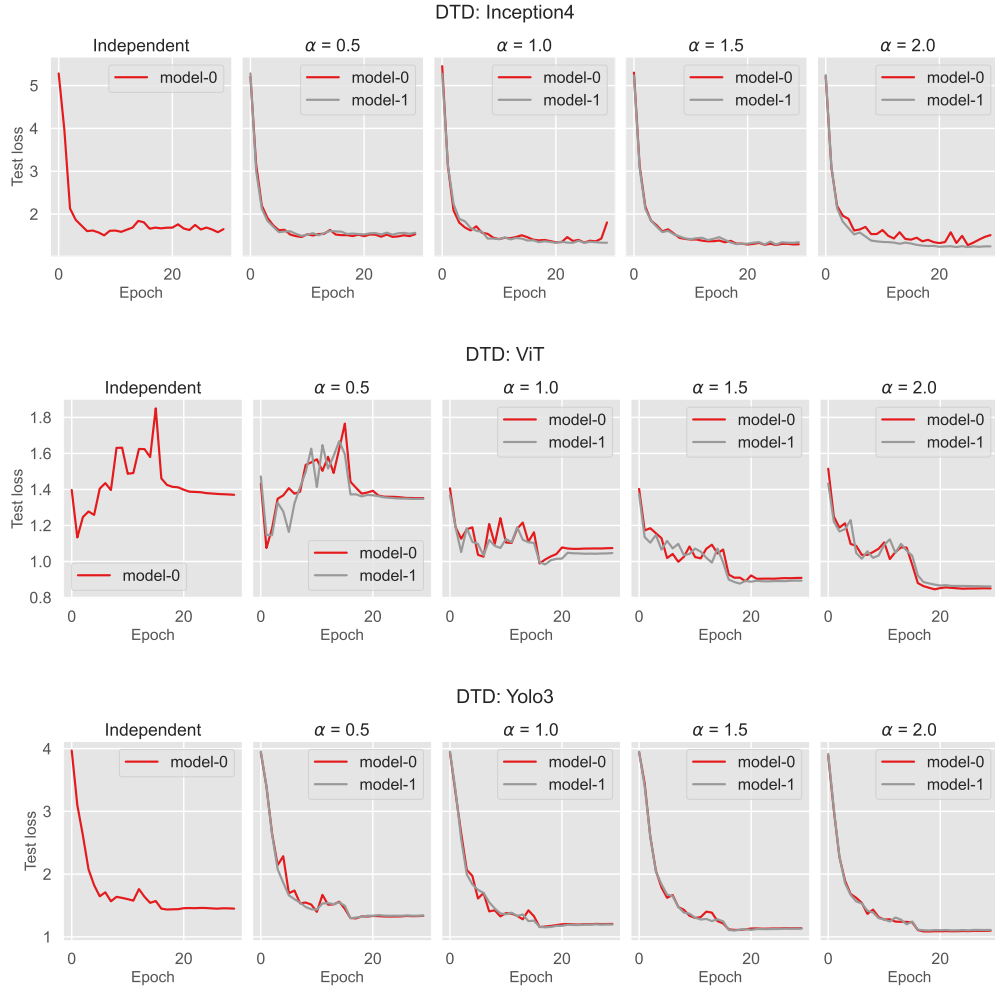 DTD: Inception4
Independent
α = 0.5
α = 1.0
α = 1.5
α = 2.0
model-0
model-0
model-1
model-0
model-1
model-0
model-1
model-0
model-1
Test loss
5
4
3
2
0 20
0 20
0 20
0 20
0 20
Epoch
Epoch
Epoch
Epoch
Epoch
DTD: ViT
Independent
α = 0.5
α = 1.0
α = 1.5
α = 2.0
model-0
model-0
model-1
model-0
model-1
model-0
model-1
model-0
model-1
Test loss
1.8
1.6
1.4
1.2
1.0
0.8
0 20
0 20
0 20
0 20
0 20
Epoch
Epoch
Epoch
Epoch
Epoch
DTD: Yolo3
Independent
α = 0.5
α = 1.0
α = 1.5
α = 2.0
model-0
model-0
model-1
model-0
model-1
model-0
model-1
model-0
model-1
Test loss
4
3
2
1
0 20
0 20
0 20
0 20
0 20
Epoch
Epoch
Epoch
Epoch
Epoch